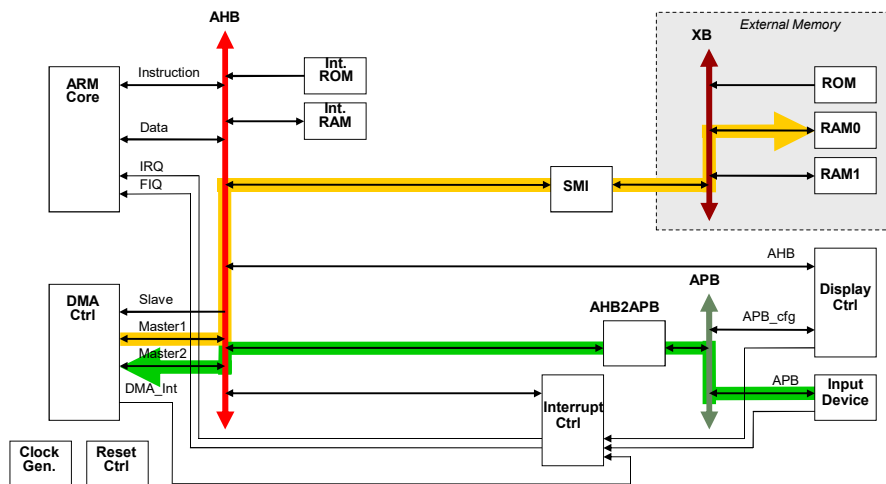 AHB
External Memory
XB
ARM
Core
Instruction
Int.
ROM
ROM
Int.
RAM
Data
RAM0
IRQ
FIQ
SMI
RAM1
AHB
DMA
Ctrl
Slave
APB
Display
Ctrl
AHB2APB
Master1
APB_cfg
Master2
DMA_Int
Interrupt
Ctrl
APB
Input
Device
Clock
Gen.
Reset
Ctrl